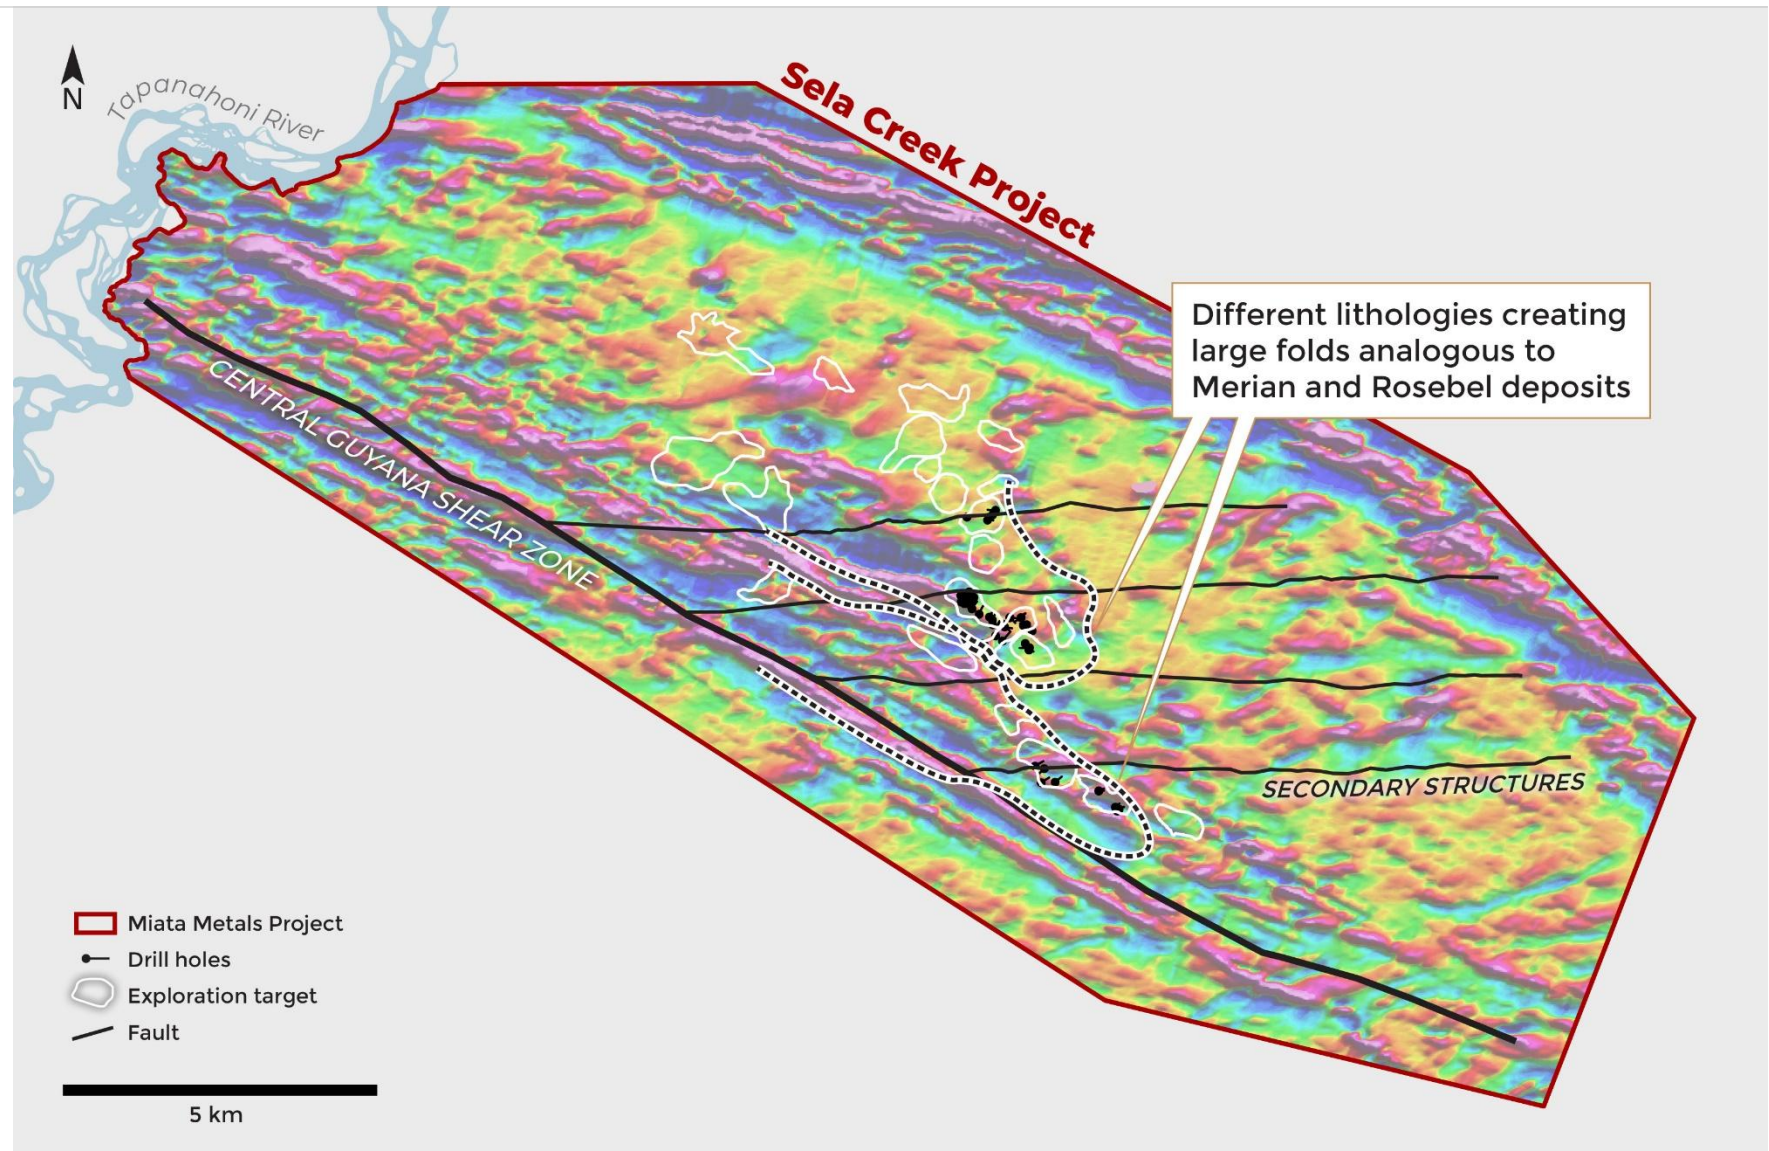 N
Tapanahoni River
Sela Creek Project
Different lithologies creating
large folds analogous to
Merian and Rosebel deposits
CENTRAL GUYANA SHEAR ZONE
SECONDARY STRUCTURES
Miata Metals Project
Drill holes
Exploration target
Fault
5 km